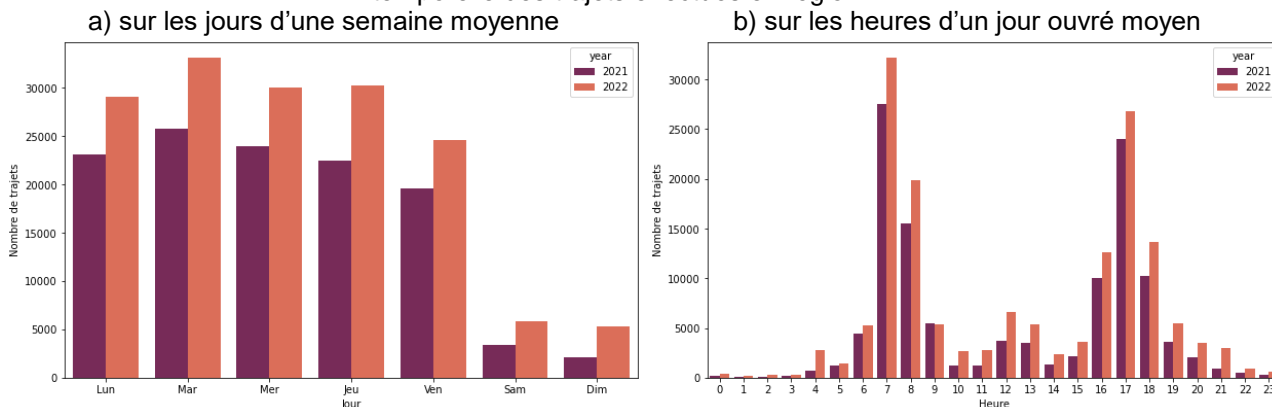 a) sur les jours d’une semaine moyenne
year
2021
2022
30000
25000
20000
15000
10000
5000
0
Nombre de trajets
Lun Mar Mer Jeu Ven Sam Dim
Jour
b) sur les heures d’un jour ouvré moyen
year
2021
2022
30000
25000
20000
15000
10000
5000
0
Nombre de trajets
0 1 2 3 4 5 6 7 8 9 10 11 12 13 14 15 16 17 18 19 20 21 22 23
Heure